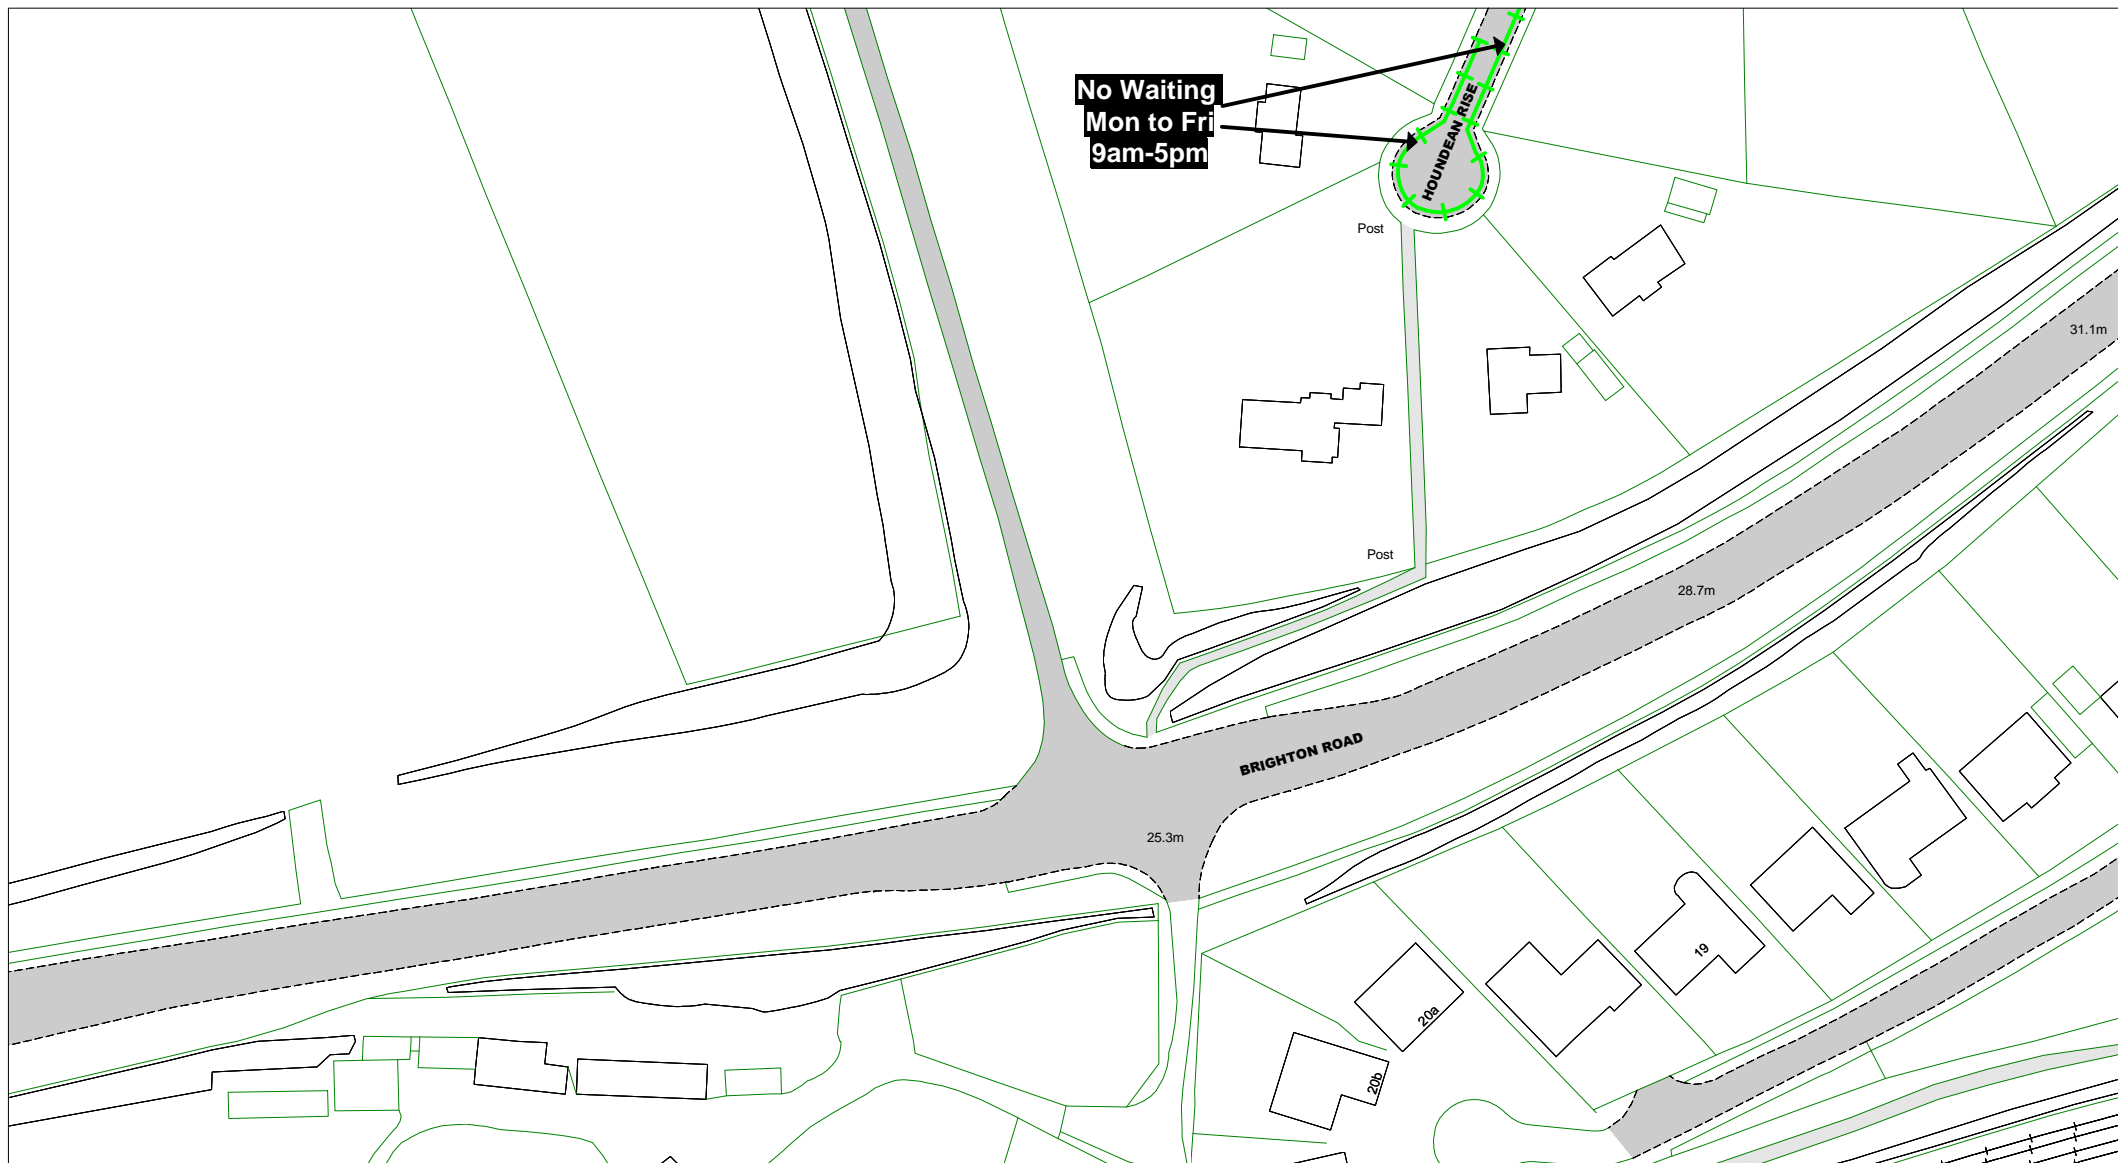 No Waiting
Mon to Fri
9am-5pm
HOUNDEAN RISE
Post
31.1m
Post
28.7m
BRIGHTON ROAD
25.3m
19
20a
20b